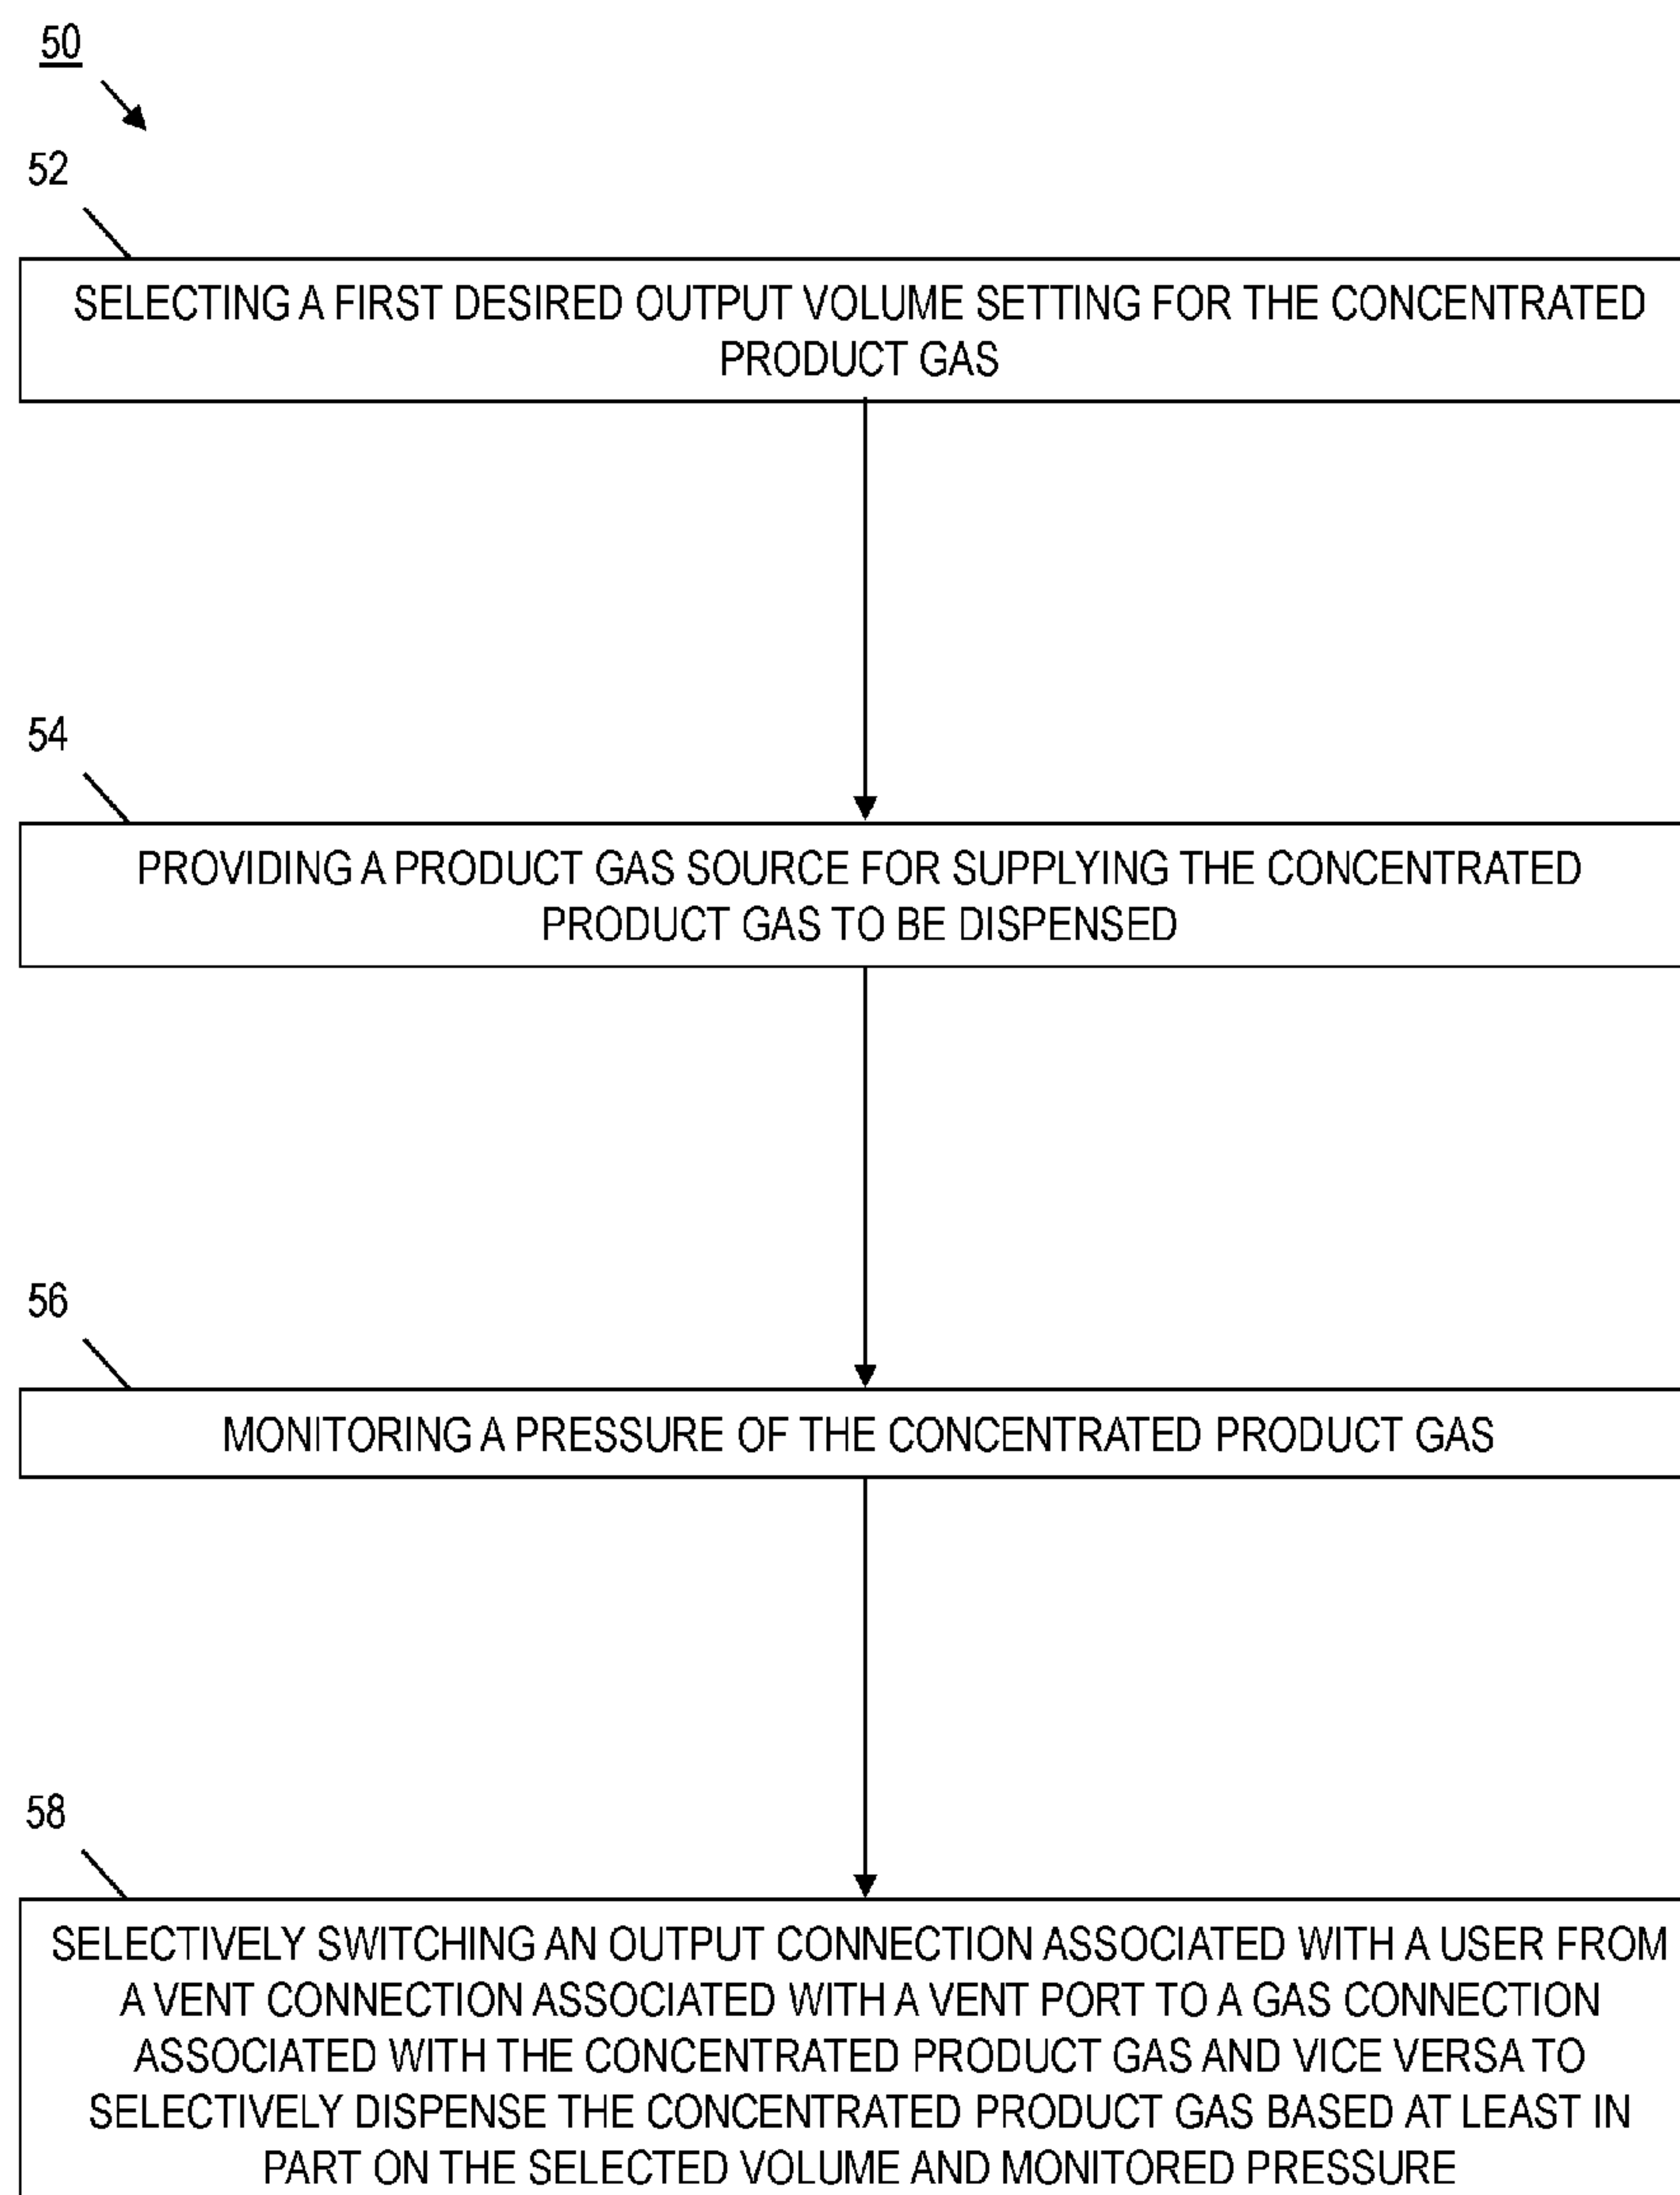 50
52
SELECTING A FIRST DESIRED OUTPUT VOLUME SETTING FOR THE CONCENTRATED
PRODUCT GAS
54
PROVIDING A PRODUCT GAS SOURCE FOR SUPPLYING THE CONCENTRATED
PRODUCT GAS TO BE DISPENSED
56
MONITORING A PRESSURE OF THE CONCENTRATED PRODUCT GAS
58
SELECTIVELY SWITCHING AN OUTPUT CONNECTION ASSOCIATED WITH A USER FROM
A VENT CONNECTION ASSOCIATED WITH A VENT PORT TO A GAS CONNECTION
ASSOCIATED WITH THE CONCENTRATED PRODUCT GAS AND VICE VERSA TO
SELECTIVELY DISPENSE THE CONCENTRATED PRODUCT GAS BASED AT LEAST IN
PART ON THE SELECTED VOLUME AND MONITORED PRESSURE